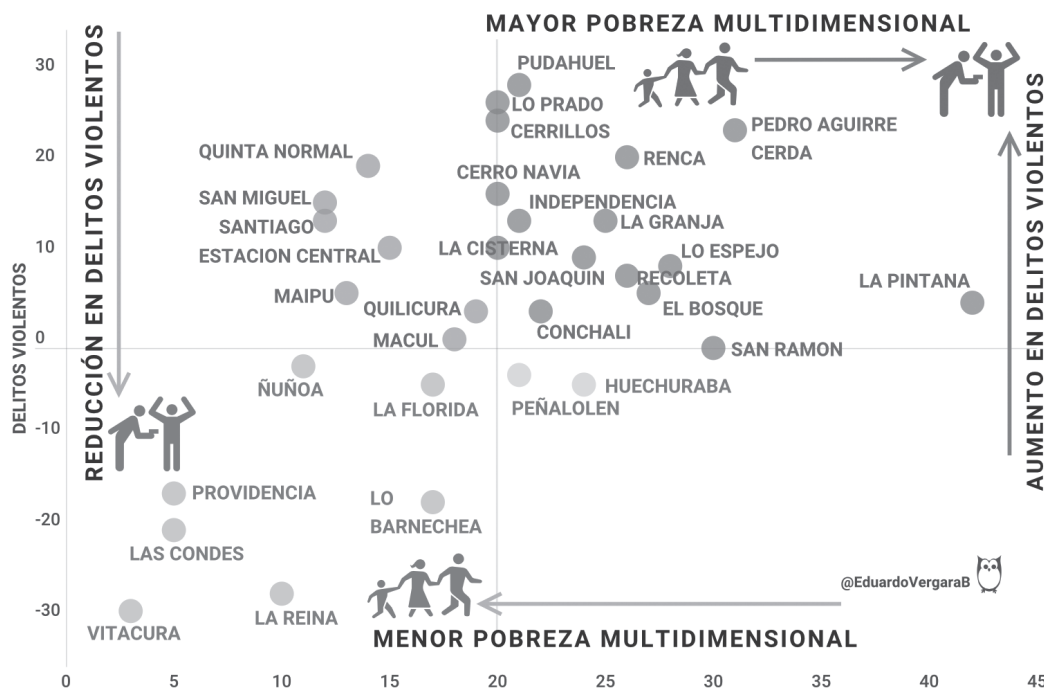 MAYOR POBREZA MULTIDIMENSIONAL
REDUCCIÓN EN DELITOS VIOLENTOS
AUMENTO EN DELITOS VIOLENTOS
DELITOS VIOLENTOS
30
20
10
0
-10
-20
-30
PUDAHUEL
LO PRADO
CERRILLOS
PEDRO AGUIRRE
CERDA
QUINTA NORMAL
RENCA
CERRO NAVIA
SAN MIGUEL
INDEPENDENCIA
SANTIAGO
LA GRANJA
ESTACION CENTRAL
LA CISTERNA
LO ESPEJO
SAN JOAQUIN
RECOLETA
LA PINTANA
MAIPU
QUILICURA
EL BOSQUE
CONCHALI
MACUL
SAN RAMON
ÑUÑOA
HUECHURABA
LA FLORIDA
PEÑALOLEN
PROVIDENCIA
LO
BARNECHEA
LAS CONDES
@EduardoVergaraB
LA REINA
VITACURA
MENOR POBREZA MULTIDIMENSIONAL
0
5
10
15
20
25
30
35
40
45